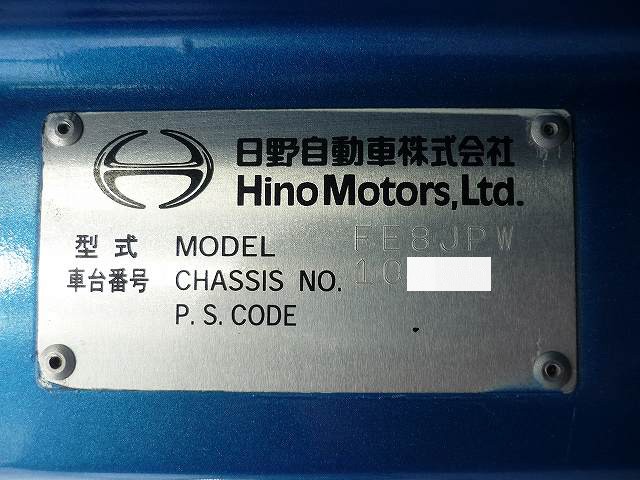 日野自動車株式会社
Hino Motors, Ltd.
型式 MODEL FE8JPW
車台番号 CHASSIS NO. 10
P.S.CODE